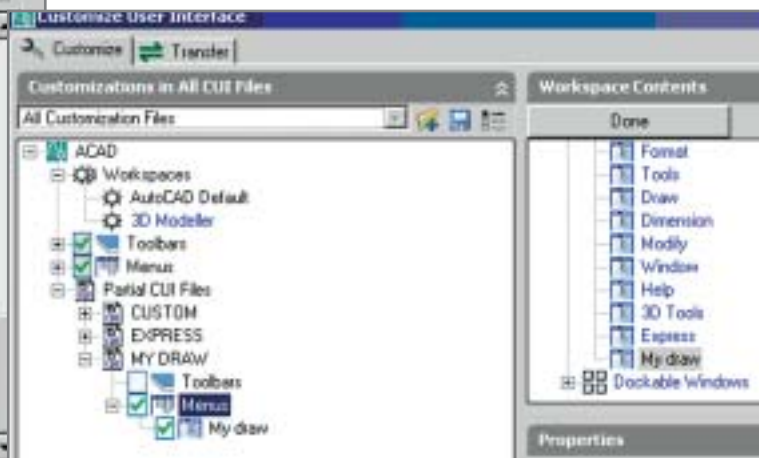 Customize User Interface
Customize
Transfer
Customizations in All CUI Files
All Customization Files
ACAD
Workspaces
AutoCAD Default
3D Modeller
Toolbars
Menus
Partial CUI Files
CUSTOM
EXPRESS
MY DRAW
Toolbars
Menus
My draw
Workspace Contents
Done
Format
Tools
Draw
Dimension
Modify
Window
Help
3D Tools
Express
My draw
Dockable Windows
Properties